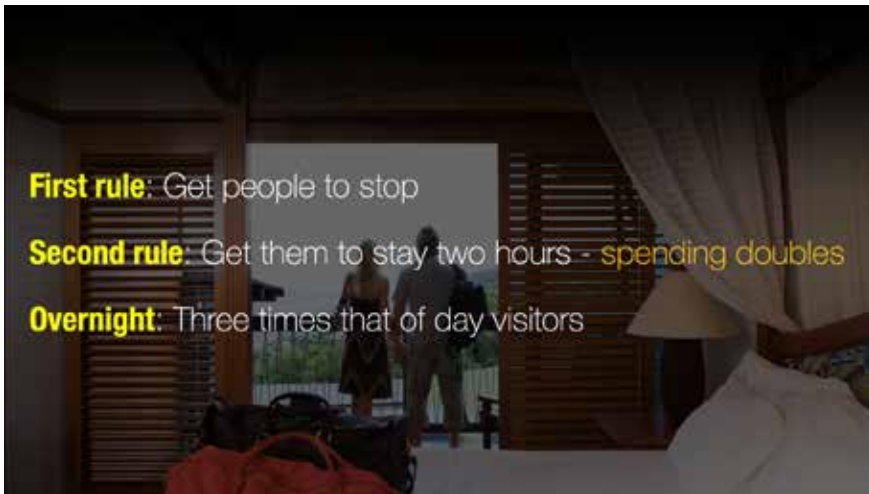 First rule: Get people to stop
Second rule: Get them to stay two hours - spending doubles
Overnight: Three times that of day visitors